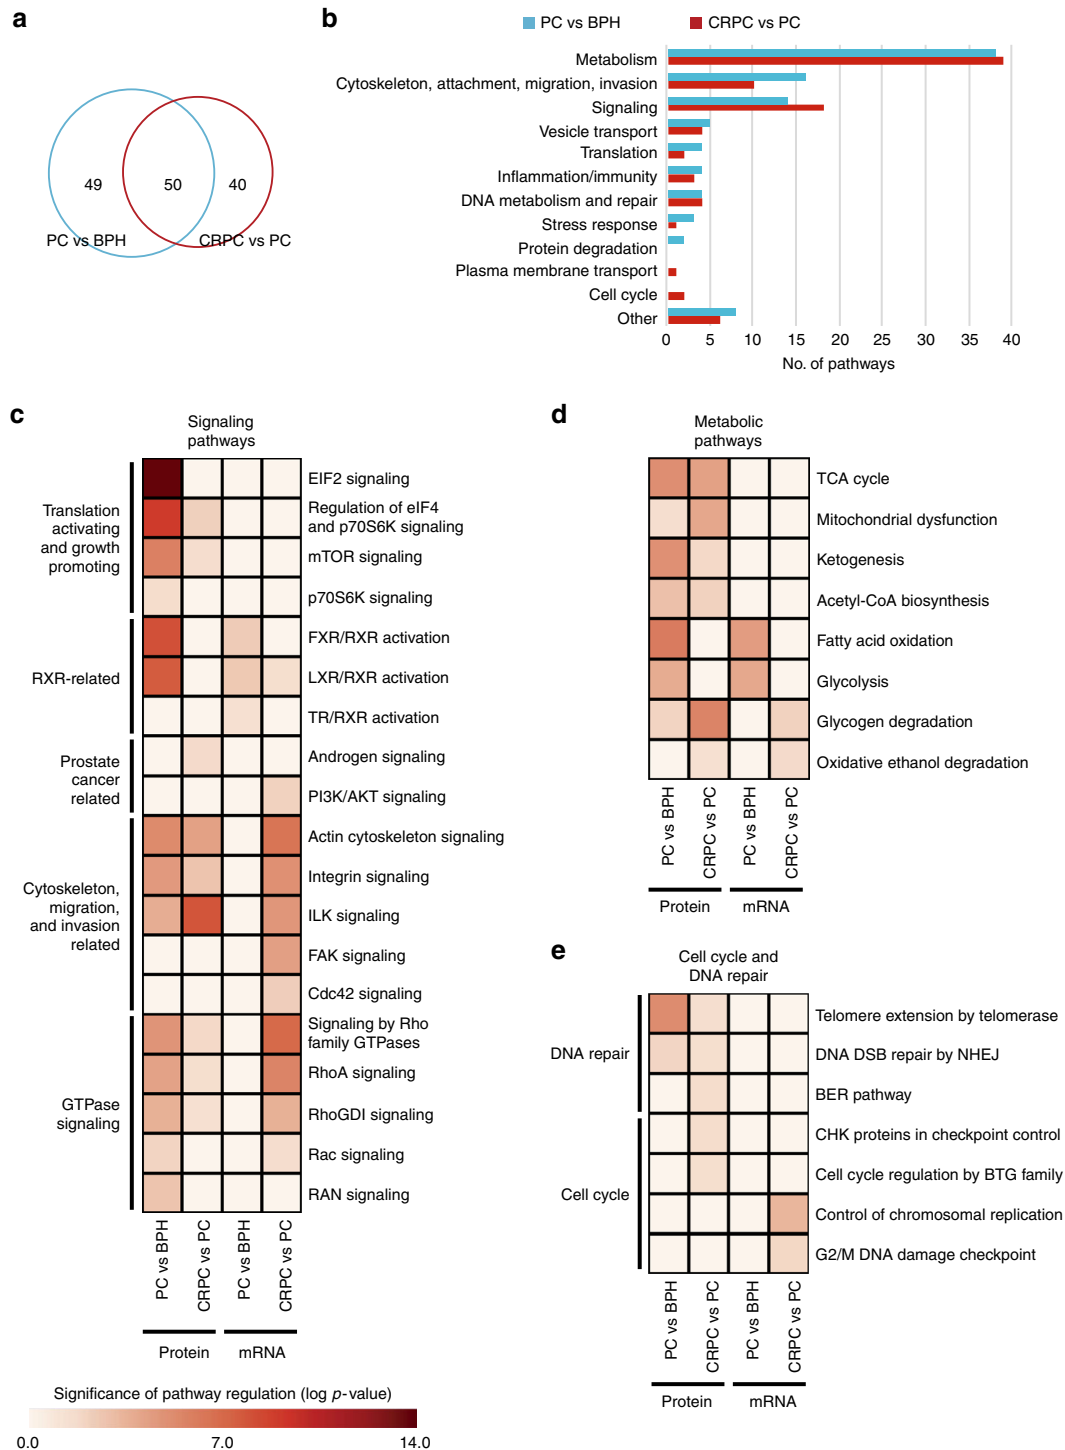 a
49
50
40
PC vs BPH
CRPC vs PC
b
PC vs BPH
CRPC vs PC
Metabolism
Cytoskeleton, attachment, migration, invasion
Signaling
Vesicle transport
Translation
Inflammation/immunity
DNA metabolism and repair
Stress response
Protein degradation
Plasma membrane transport
Cell cycle
Other
0 5 10 15 20 25 30 35 40
No. of pathways
c
Signaling
pathways
Translation
activating
and growth
promoting
EIF2 signaling
Regulation of eIF4
and p70S6K signaling
mTOR signaling
p70S6K signaling
RXR-related
FXR/RXR activation
LXR/RXR activation
TR/RXR activation
Prostate
cancer
related
Androgen signaling
PI3K/AKT signaling
Cytoskeleton,
migration,
and invasion
related
Actin cytoskeleton signaling
Integrin signaling
ILK signaling
FAK signaling
Cdc42 signaling
GTPase
signaling
Signaling by Rho
family GTPases
RhoA signaling
RhoGDI signaling
Rac signaling
RAN signaling
PC vs BPH
CRPC vs PC
PC vs BPH
CRPC vs PC
Protein
mRNA
Significance of pathway regulation (log p-value)
0.0
7.0
14.0
d
Metabolic
pathways
TCA cycle
Mitochondrial dysfunction
Ketogenesis
Acetyl-CoA biosynthesis
Fatty acid oxidation
Glycolysis
Glycogen degradation
Oxidative ethanol degradation
PC vs BPH
CRPC vs PC
PC vs BPH
CRPC vs PC
Protein
mRNA
e
Cell cycle and
DNA repair
DNA repair
Telomere extension by telomerase
DNA DSB repair by NHEJ
BER pathway
Cell cycle
CHK proteins in checkpoint control
Cell cycle regulation by BTG family
Control of chromosomal replication
G2/M DNA damage checkpoint
PC vs BPH
CRPC vs PC
PC vs BPH
CRPC vs PC
Protein
mRNA